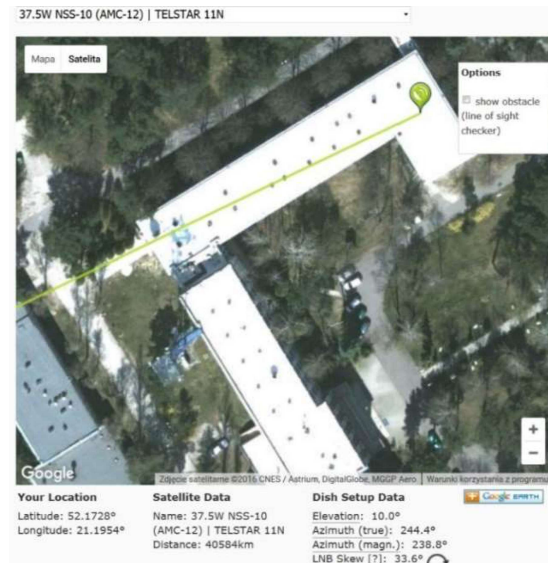 37.5W NSS-10 (AMC-12) | TELSTAR 11N
Mapa Satelita
Options
show obstacle
(line of sight
checker)
+
−
Google
Zdjęcie satelitarne ©2016 CNES / Astrium, DigitalGlobe, MGGP Aero Warunki korzystania z programu
Your Location
Latitude: 52.1728°
Longitude: 21.1954°
Satellite Data
Name: 37.5W NSS-10
(AMC-12) | TELSTAR 11N
Distance: 40584km
Dish Setup Data
Elevation: 10.0°
Azimuth (true): 244.4°
Azimuth (magn.): 238.8°
LNB Skew [?]: 33.6°
Google EARTH